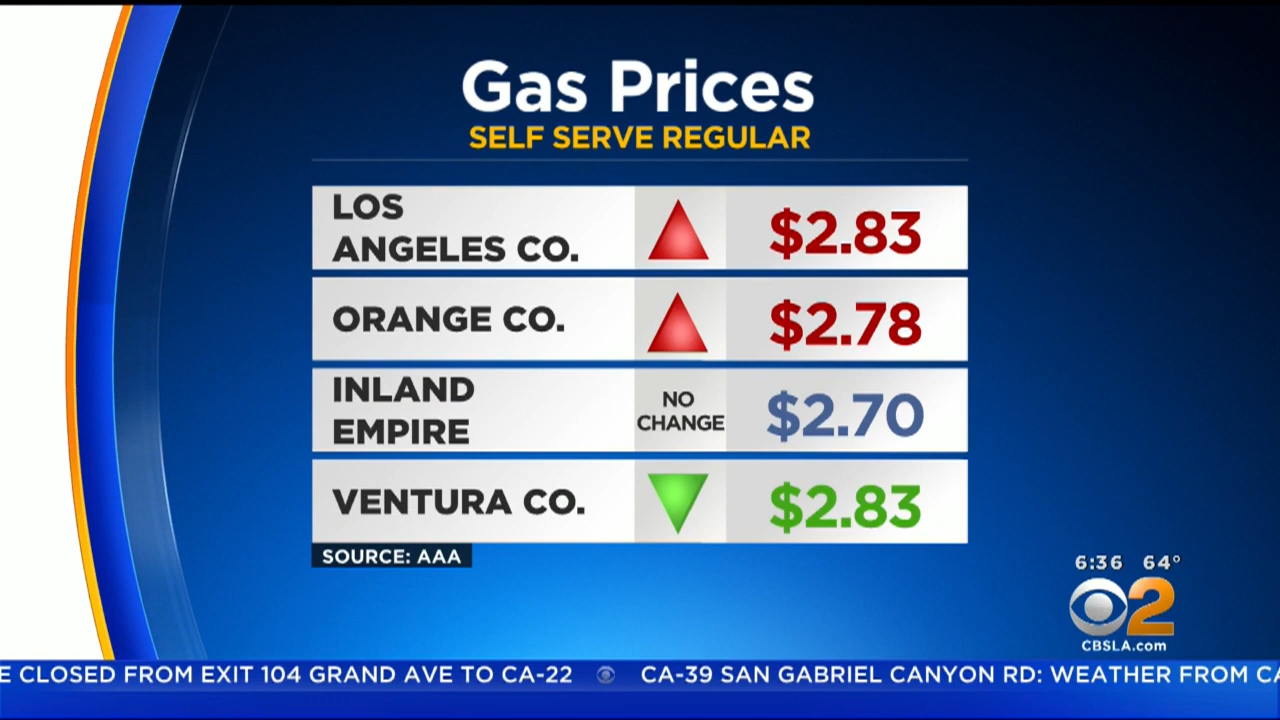 Gas Prices
SELF SERVE REGULAR
LOS
ANGELES CO.
$2.83
ORANGE CO.
$2.78
INLAND
EMPIRE
NO
CHANGE
$2.70
VENTURA CO.
$2.83
SOURCE: AAA
6:36 64°
2
CBSLA.com
E CLOSED FROM EXIT 104 GRAND AVE TO CA-22 CA-39 SAN GABRIEL CANYON RD: WEATHER FROM CA